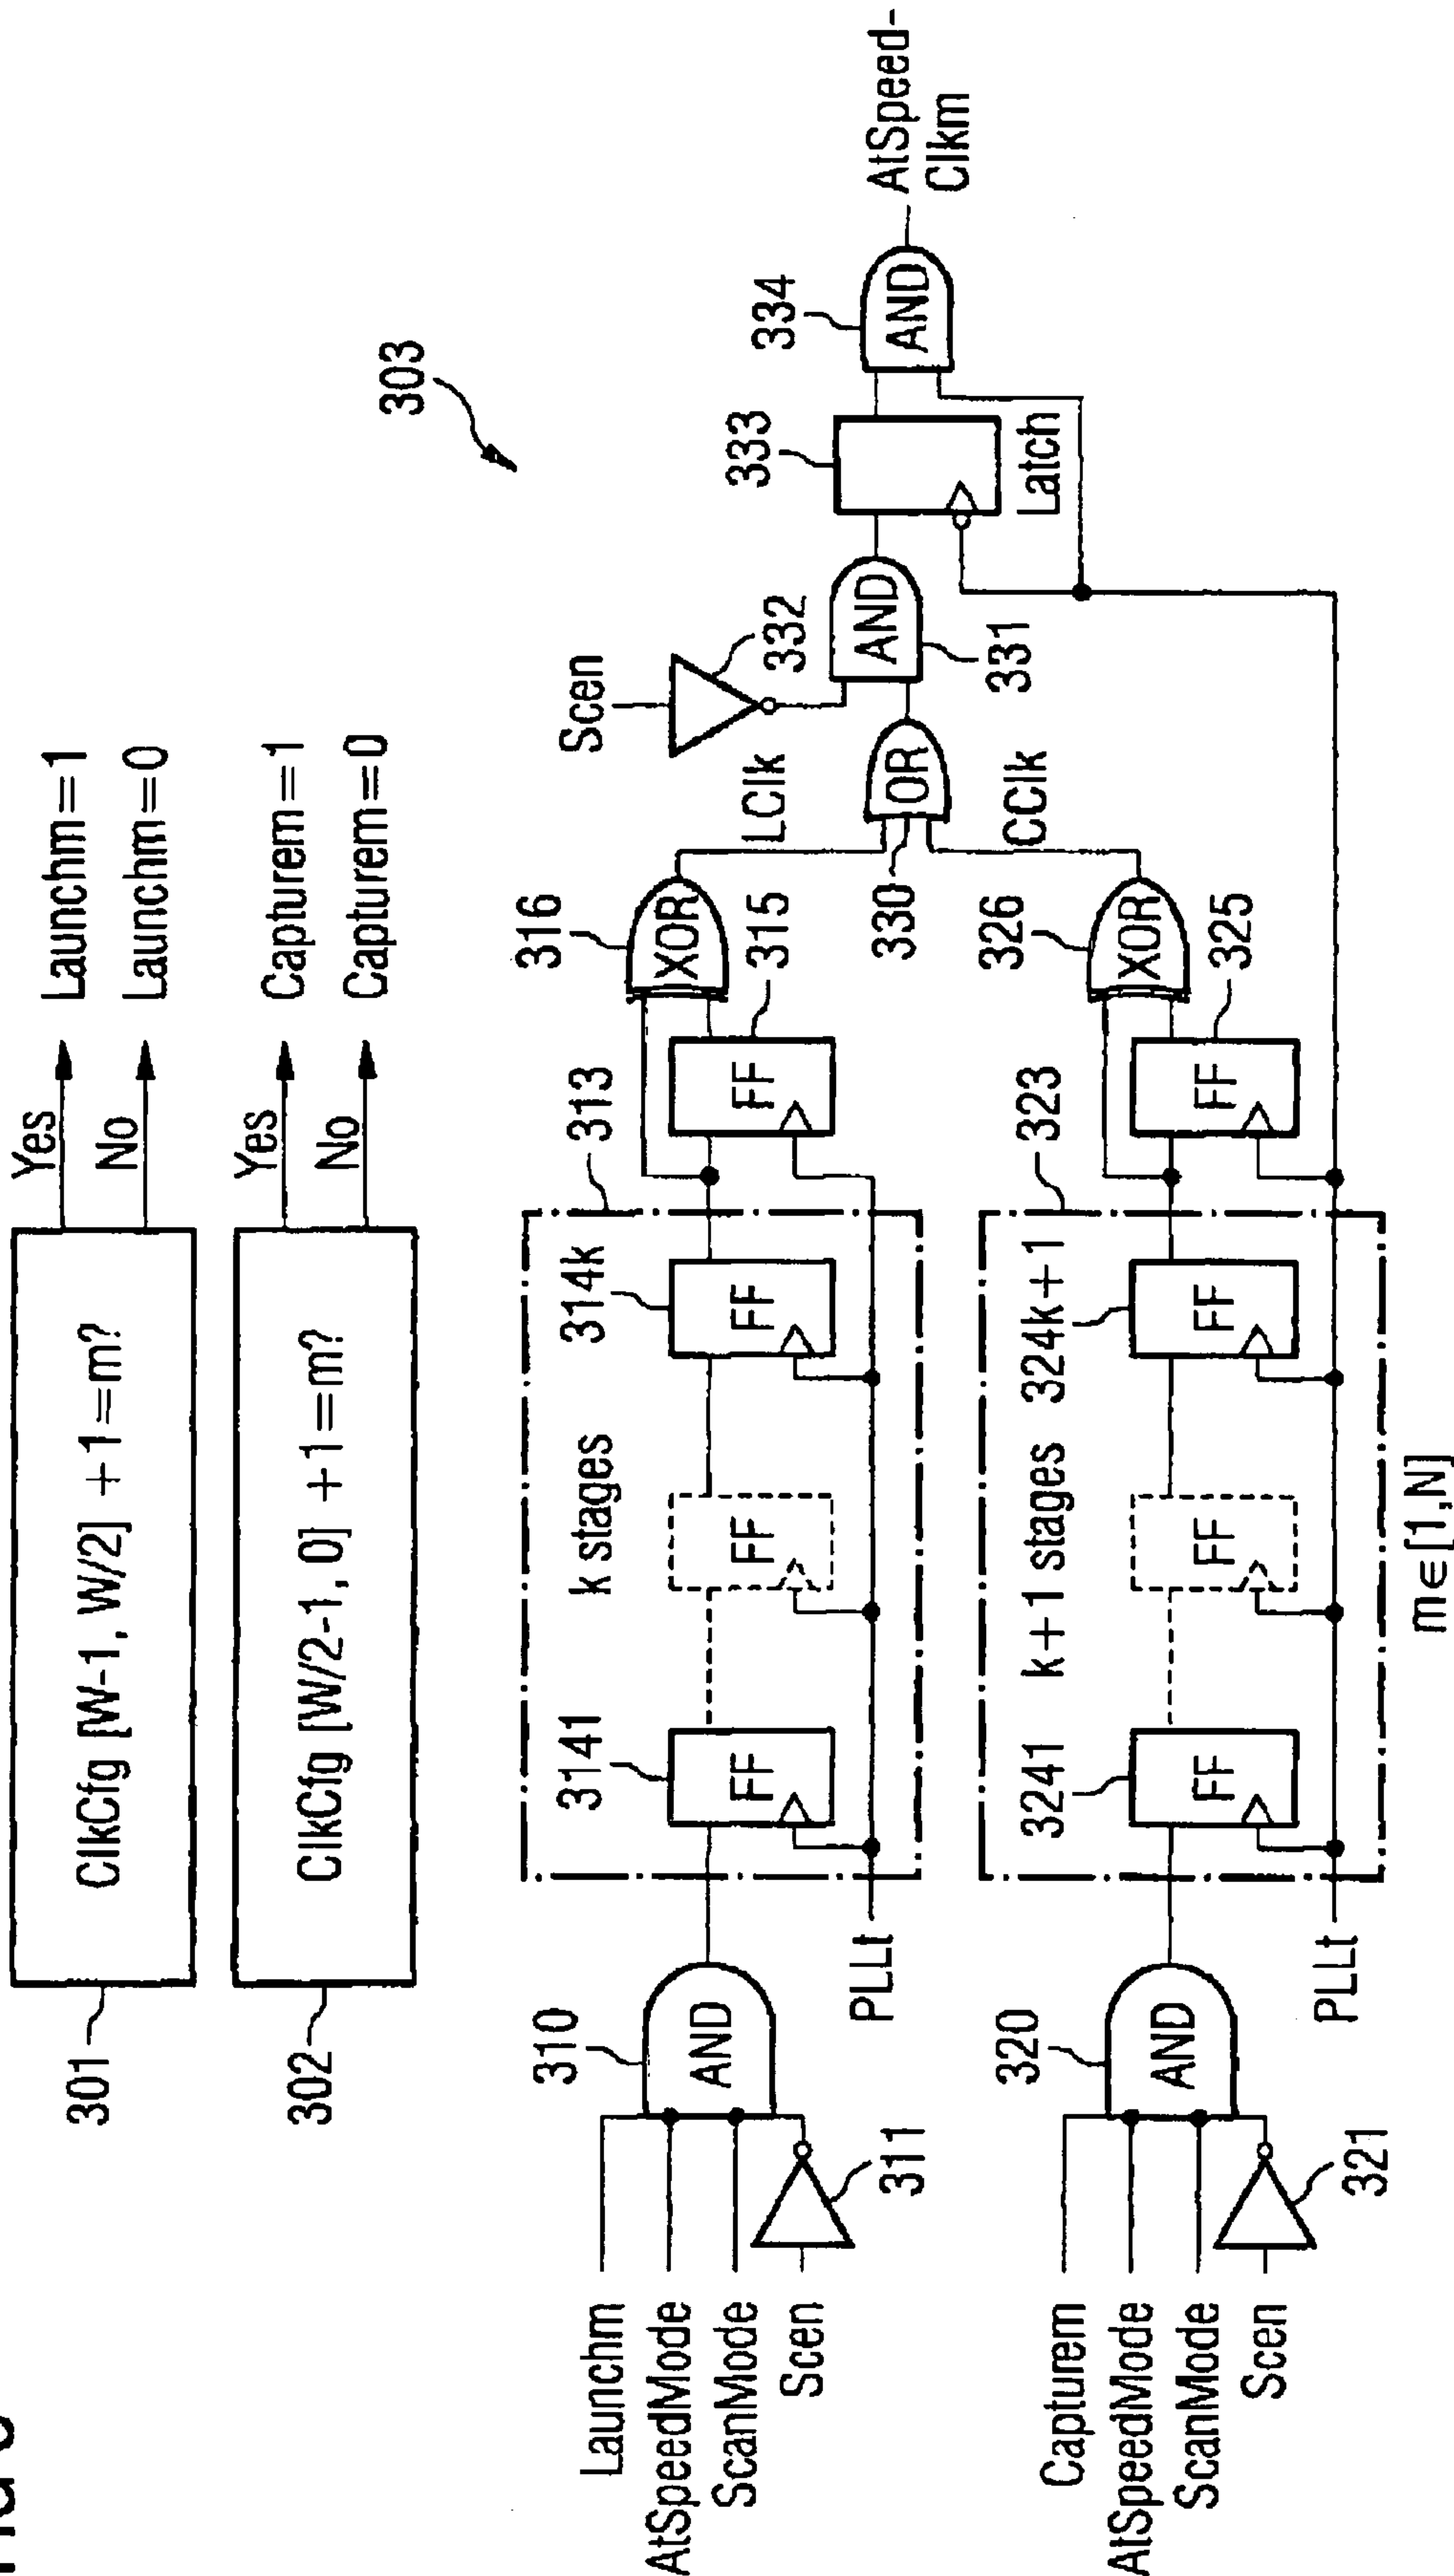 301
ClkCfg [W-1, W/2] +1=m?
Yes
Launchm=1
No
Launchm=0
302
ClkCfg [W/2-1, 0] +1=m?
Yes
Capturem=1
No
Capturem=0
303
Launchm
AtSpeedMode
ScanMode
Scen
311
310
AND
PLLt
3141
FF
k stages
FF
314k
FF
313
FF
315
316
XOR
LClk
Scen
332
OR
330
CClk
AND
331
333
Latch
334
AND
AtSpeed-
Clkm
Capturem
AtSpeedMode
ScanMode
Scen
321
320
AND
PLLt
3241
FF
k+1 stages
FF
324k+1
FF
323
FF
325
326
XOR
m∈[1,N]